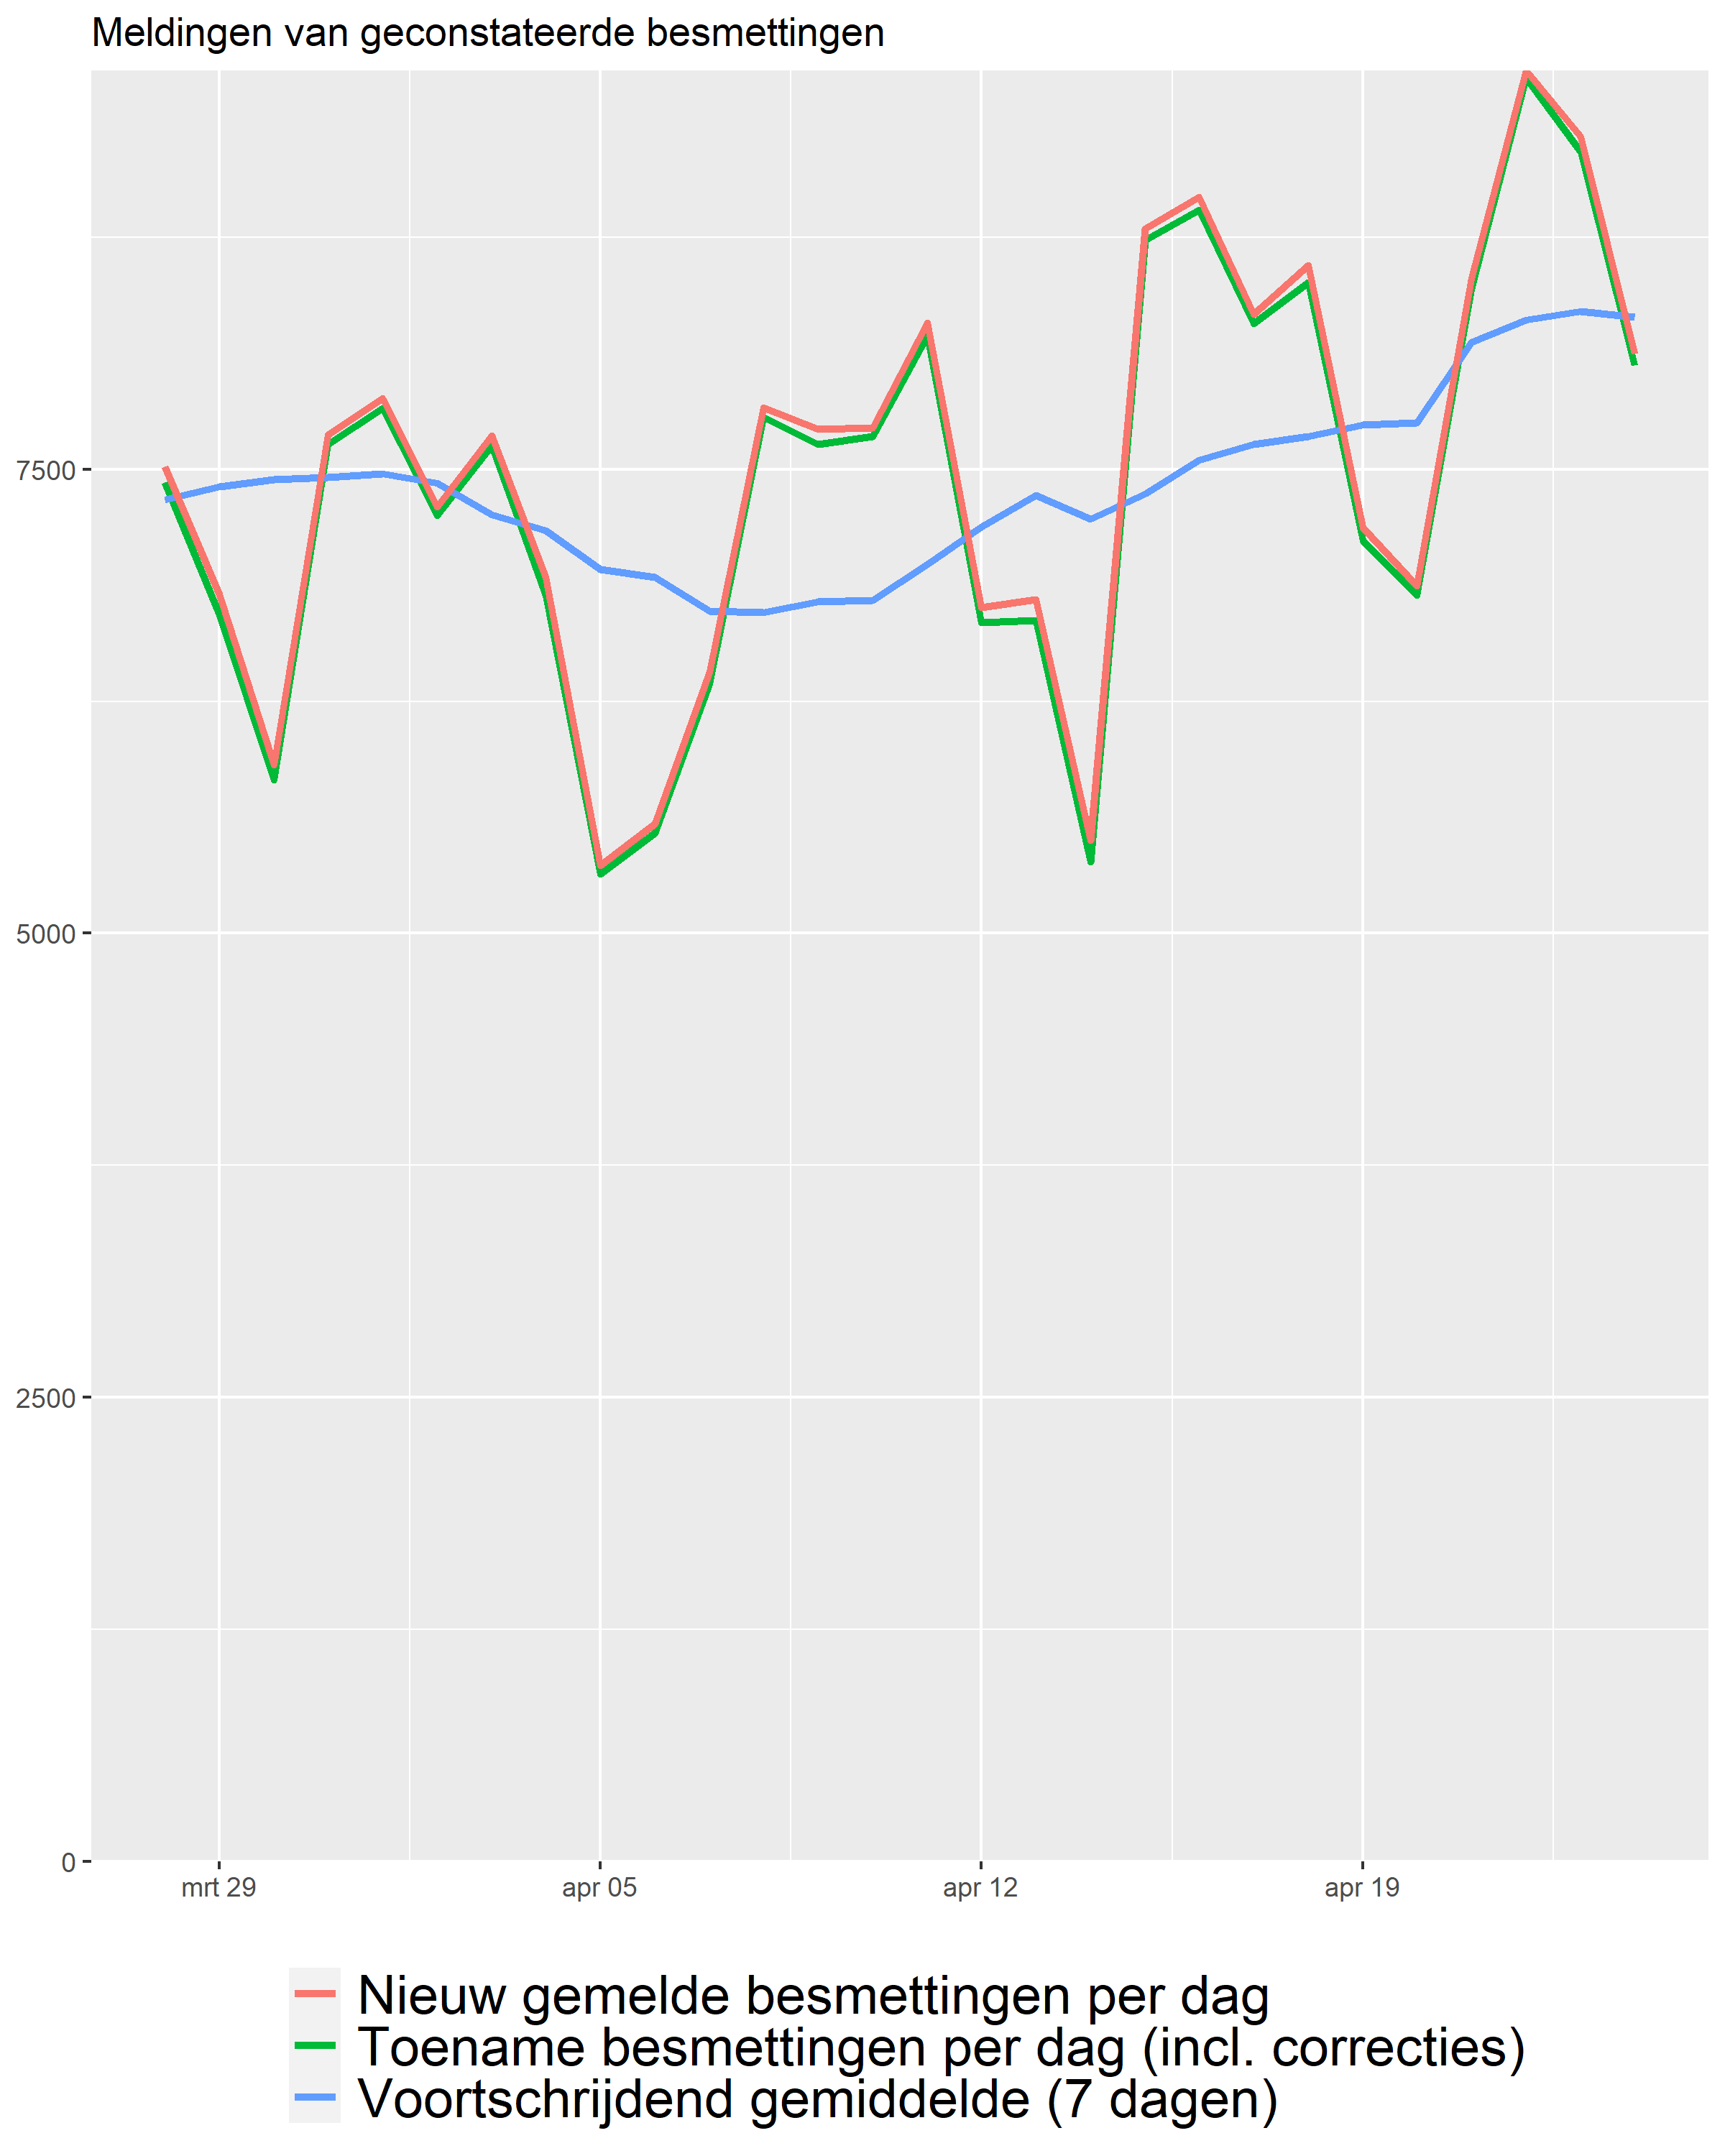 Meldingen van geconstateerde besmettingen
7500
5000
2500
0
mrt 29 apr 05 apr 12 apr 19
Nieuw gemelde besmettingen per dag
Toename besmettingen per dag (incl. correcties)
Voortschrijdend gemiddelde (7 dagen)